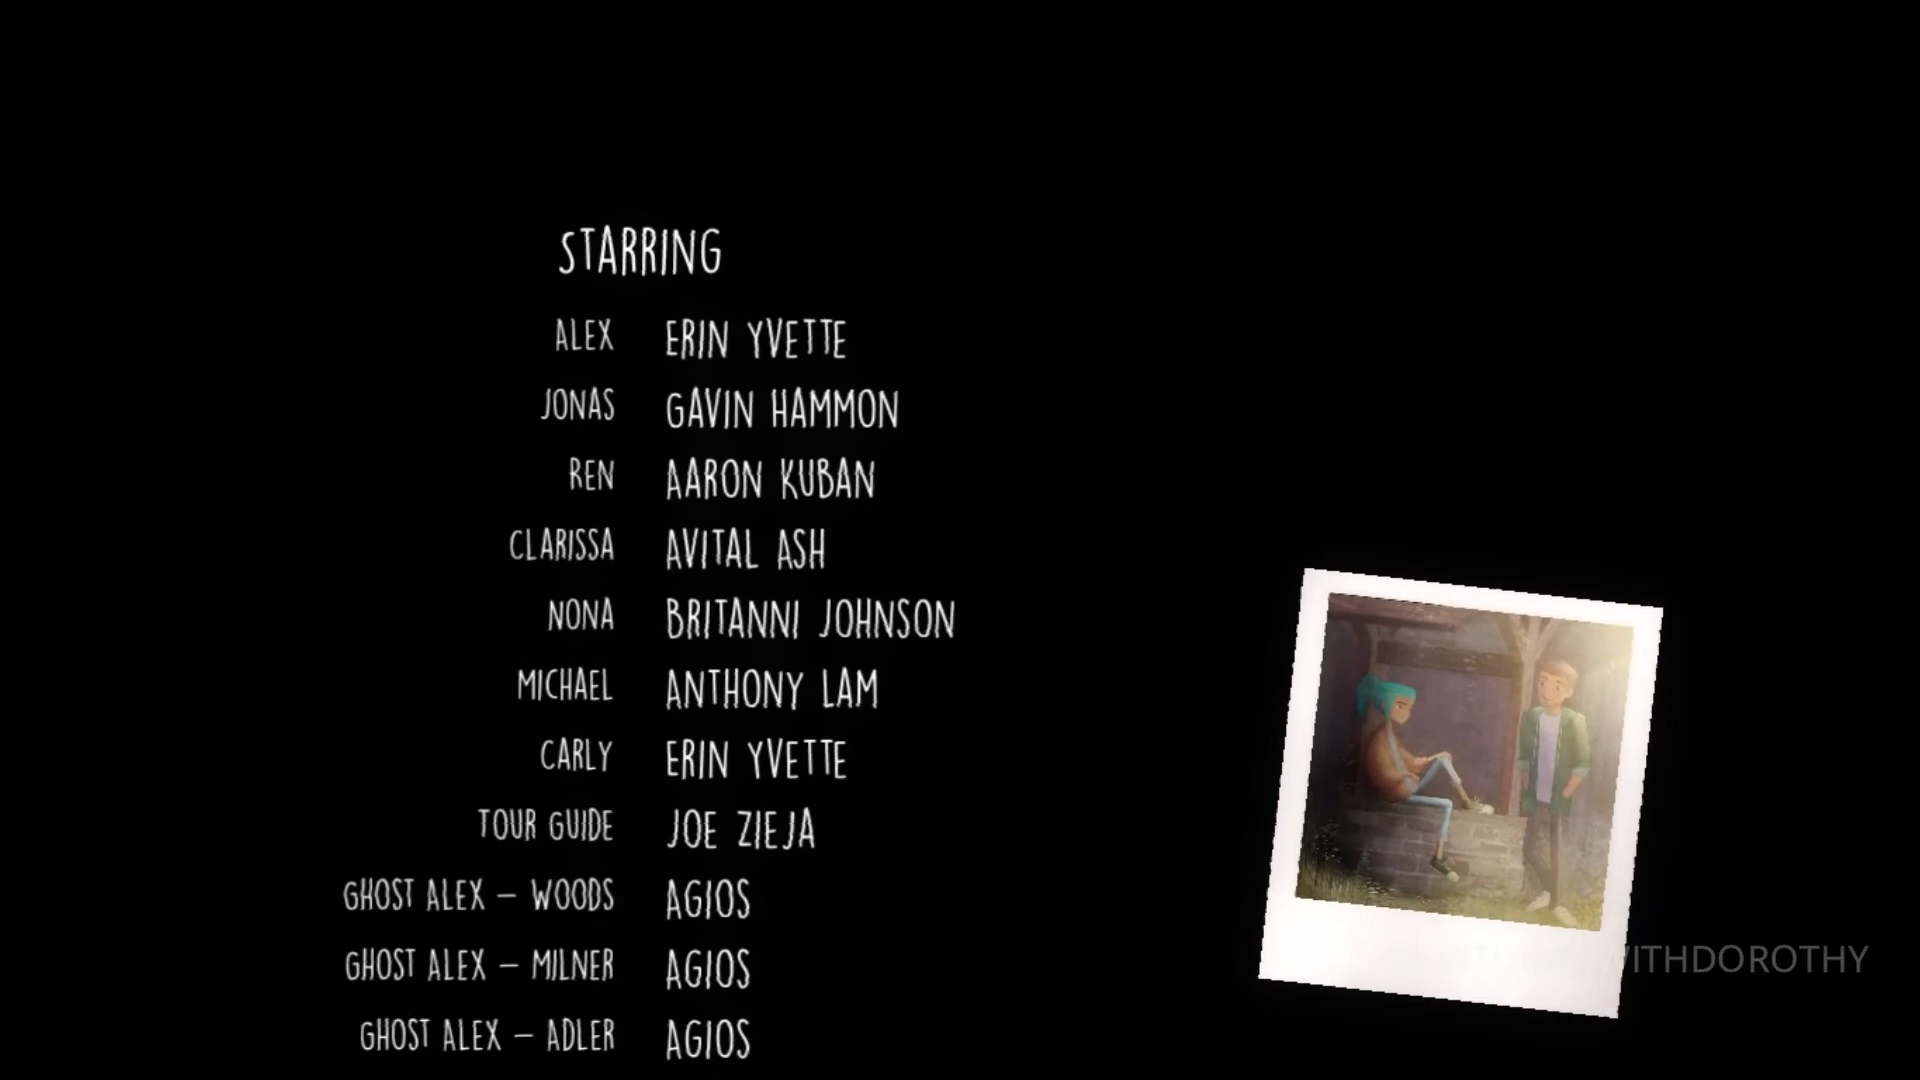 STARRING
ALEX ERIN YVETTE
JONAS GAVIN HAMMON
REN AARON KUBAN
CLARISSA AVITAL ASH
NONA BRITANNI JOHNSON
MICHAEL ANTHONY LAM
CARLY ERIN YVETTE
TOUR GUIDE JOE ZIEJA
GHOST ALEX – WOODS AGIOS
GHOST ALEX – MILNER AGIOS
GHOST ALEX – ADLER AGIOS